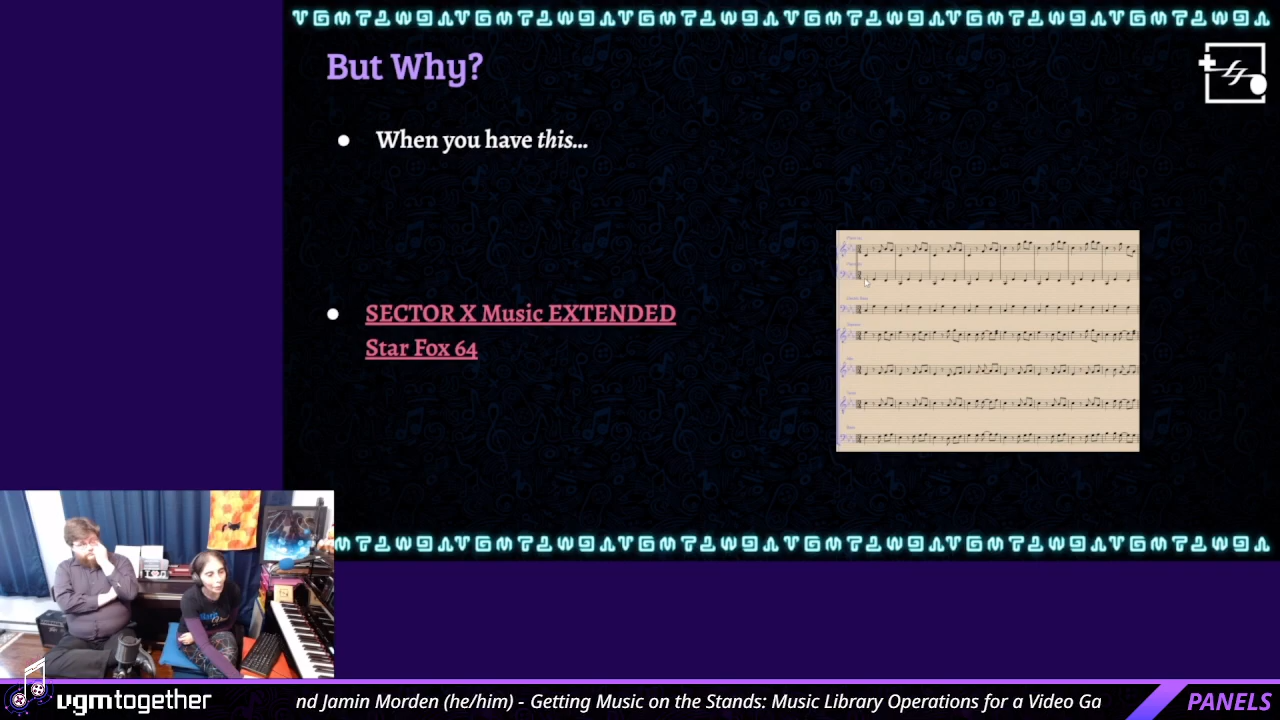 But Why?
When you have this...
SECTOR X Music EXTENDED
Star Fox 64
vgmtogether
nd Jamin Morden (he/him) - Getting Music on the Stands: Music Library Operations for a Video Ga
PANELS